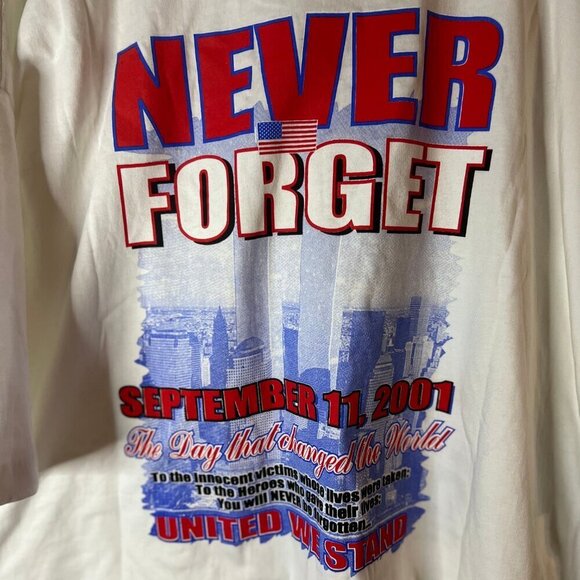 NEVER
FORGET
SEPTEMBER 11, 2001
The Day that changed the World
To the innocent victims whose lives were taken:
To the Heroes who gave their lives:
You will NEVER be forgotten...
UNITED WE STAND